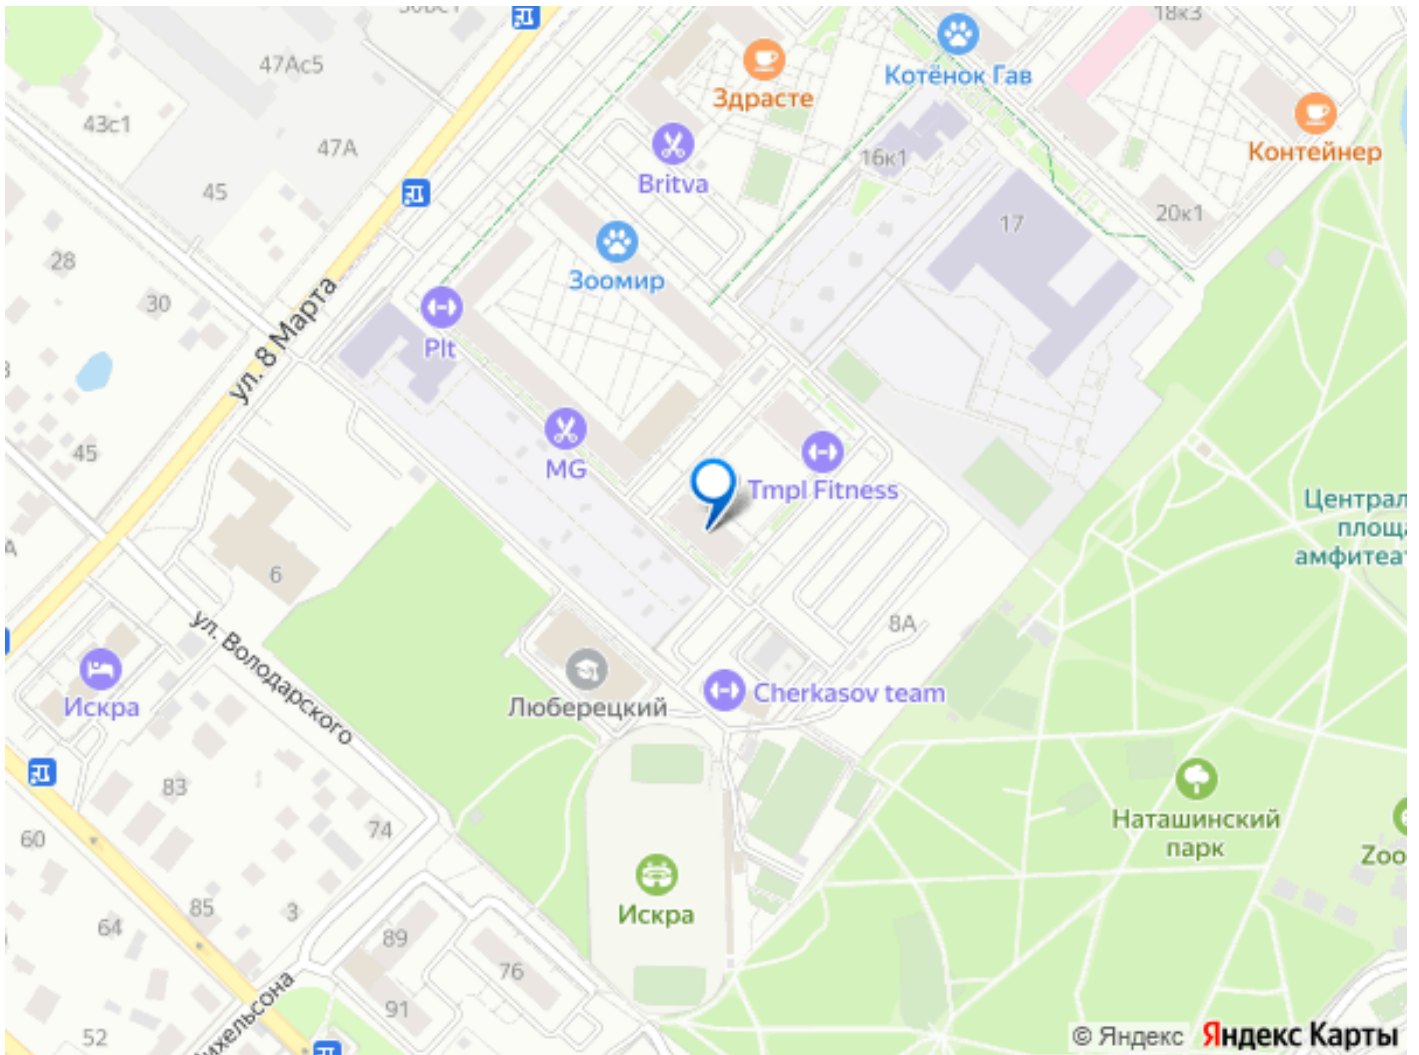 18к3
47Ас5
Котёнок Гав
Здрасте
43с1
47А
Контейнер
16к1
Britva
45
20к1
17
28
Зоомир
30
ул. 8 Марта
Plt
45
MG
Tmpl Fitness
6
8А
ул. Володарского
Искра
Люберецкий
Cherkasov team
83
74
60
Наташинский
парк
85
3
64
Искра
89
76
91
52
© Яндекс
Яндекс Карты